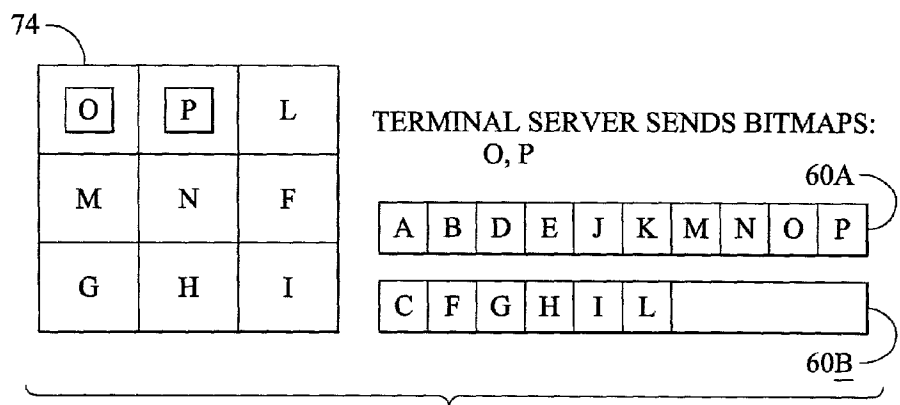 74
O P L
M N F
G H I
TERMINAL SERVER SENDS BITMAPS:
O, P
60A
A B D E J K M N O P
C F G H I L
60B